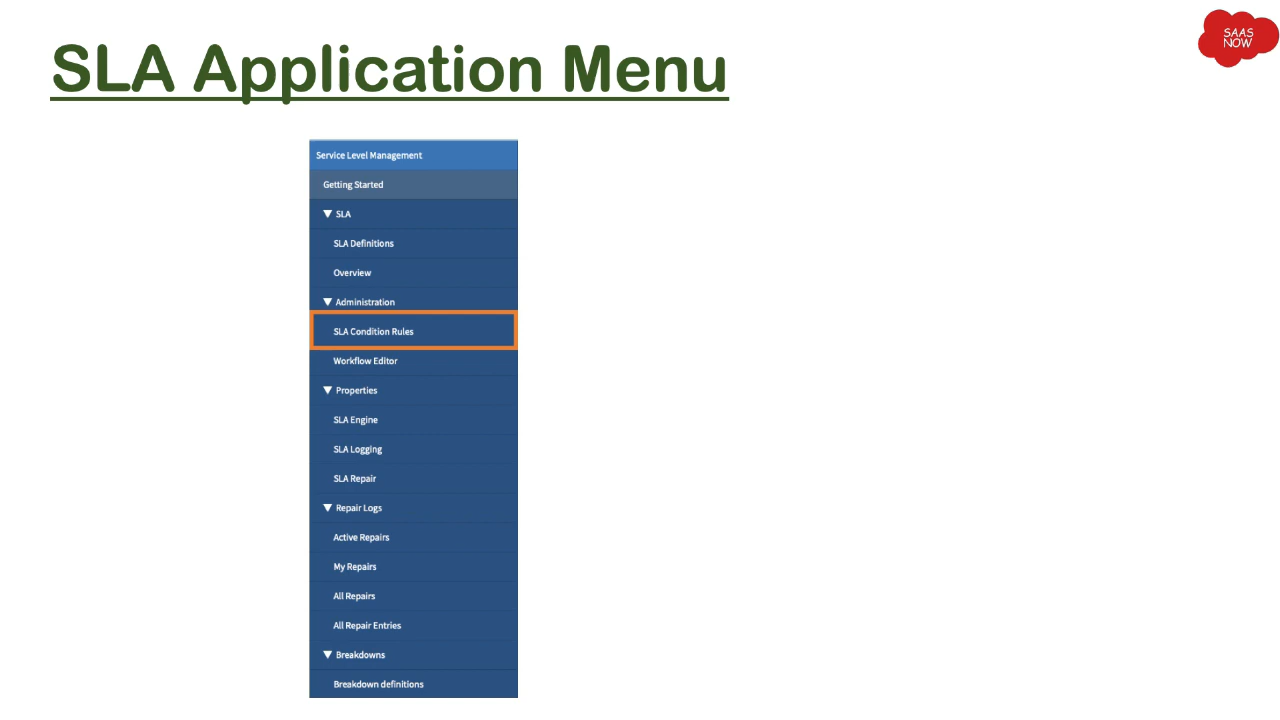 SLA Application Menu
SAAS
NOW
Service Level Management
Getting Started
SLA
SLA Definitions
Overview
Administration
SLA Condition Rules
Workflow Editor
Properties
SLA Engine
SLA Logging
SLA Repair
Repair Logs
Active Repairs
My Repairs
All Repairs
All Repair Entries
Breakdowns
Breakdown definitions